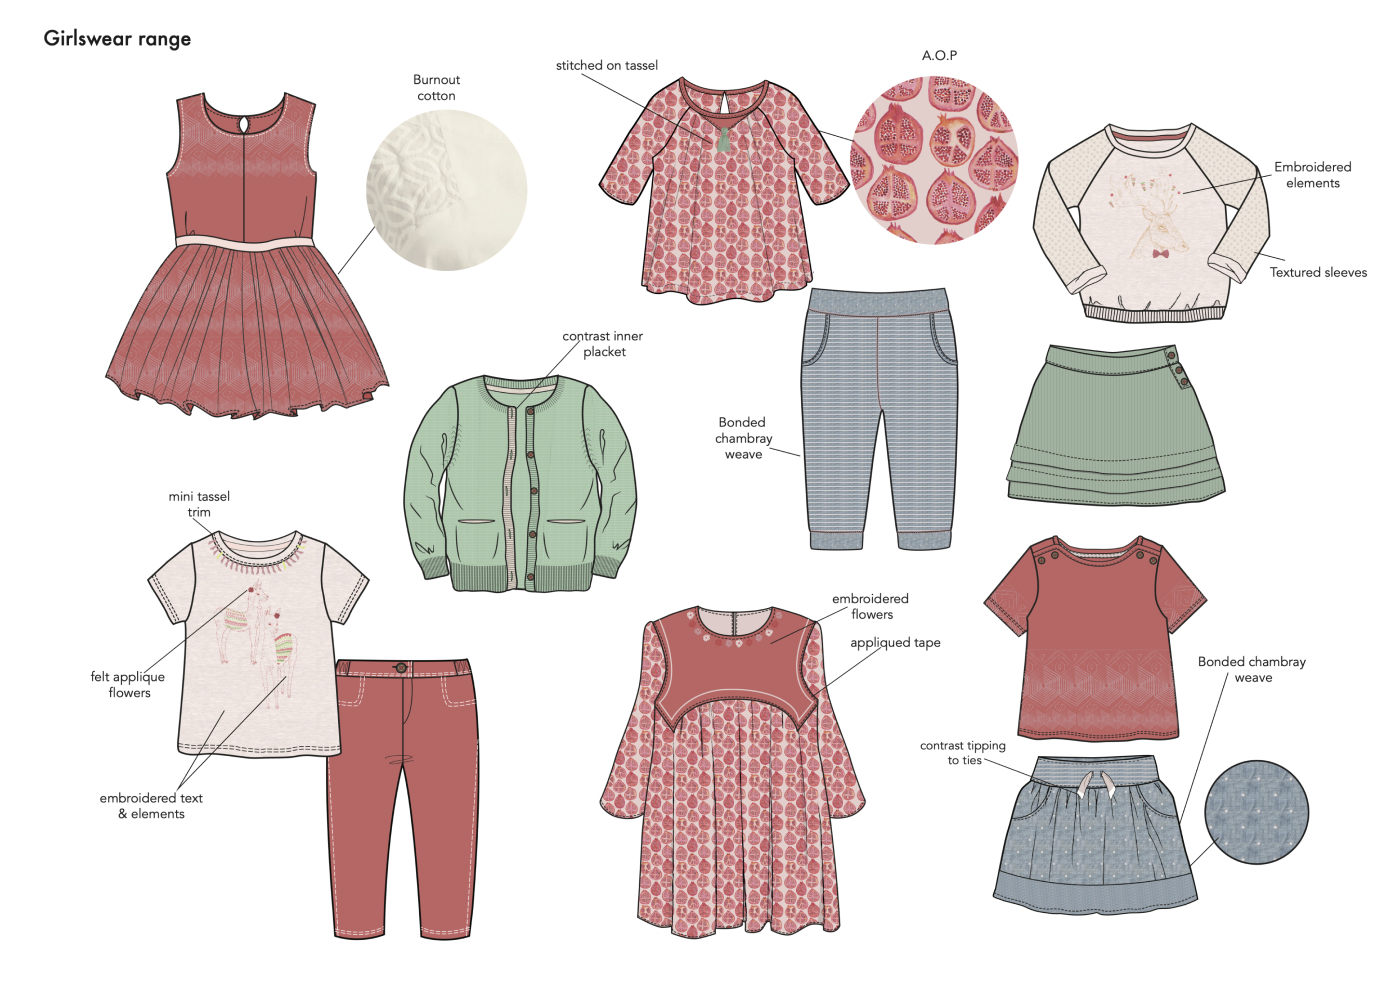 Girlswear range
Burnout
cotton
stitched on tassel
A.O.P
Embroidered
elements
Textured sleeves
contrast inner
placket
Bonded
chambray
weave
mini tassel
trim
felt applique
flowers
embroidered text
& elements
embroidered
flowers
appliqued tape
Bonded chambray
weave
contrast tipping
to ties